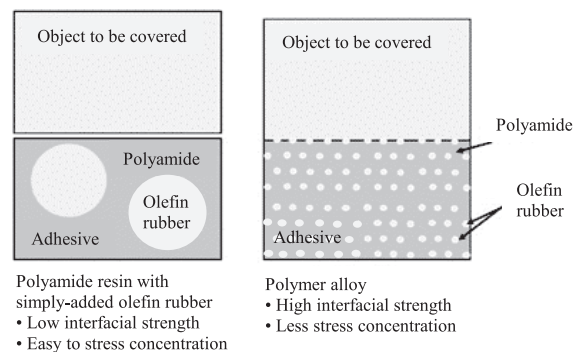 Object to be covered
Polyamide
Olefin
rubber
Adhesive
Polyamide resin with
simply-added olefin rubber
• Low interfacial strength
• Easy to stress concentration
Object to be covered
Polyamide
Olefin
rubber
Adhesive
Polymer alloy
• High interfacial strength
• Less stress concentration